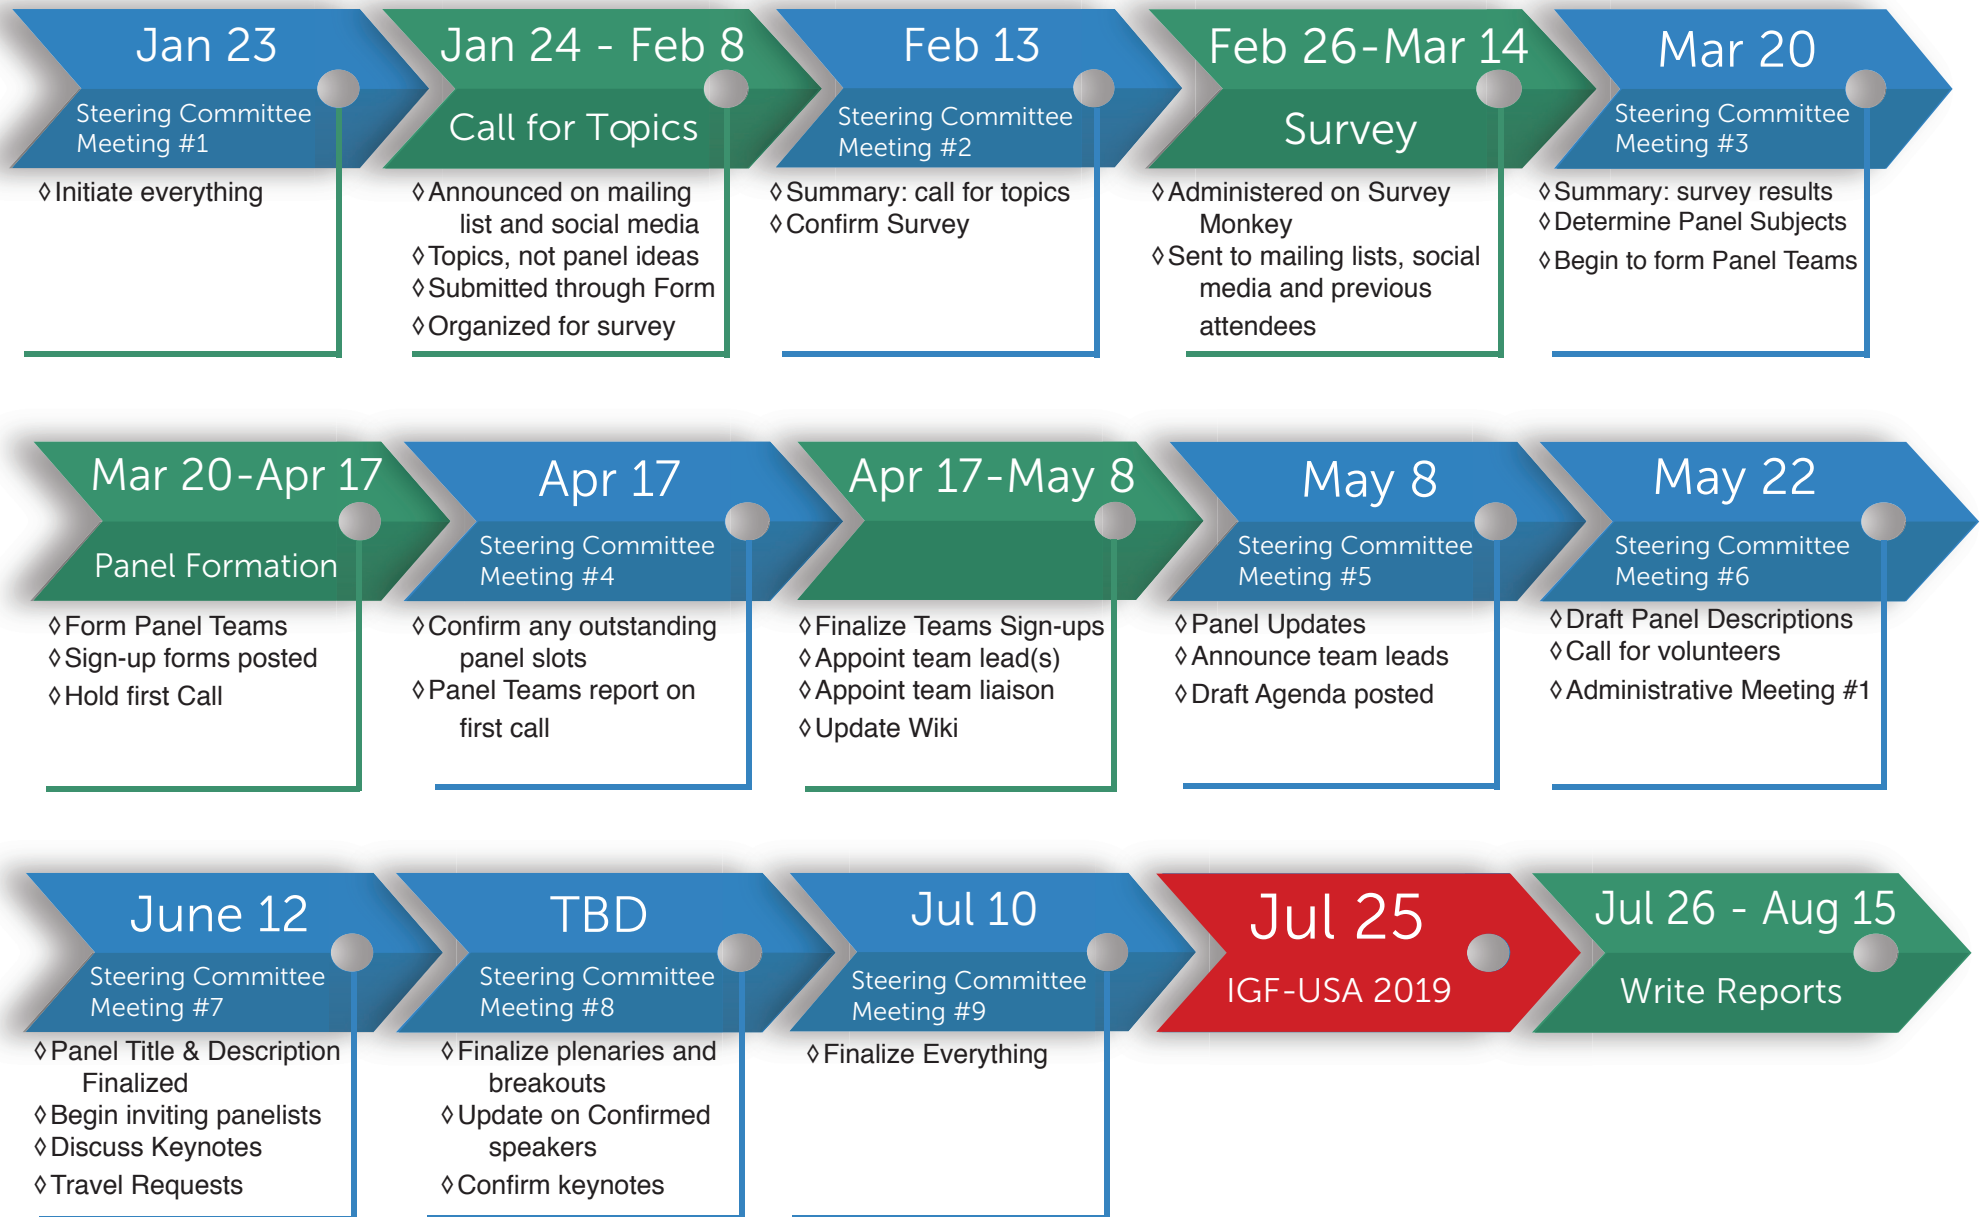 Jan 23
Steering Committee
Meeting #1
◊ Initiate everything
Jan 24 - Feb 8
Call for Topics
◊ Announced on mailing
list and social media
◊ Topics, not panel ideas
◊ Submitted through Form
◊ Organized for survey
Feb 13
Steering Committee
Meeting #2
◊ Summary: call for topics
◊ Confirm Survey
Feb 26-Mar 14
Survey
◊ Administered on Survey
Monkey
◊ Sent to mailing lists, social
media and previous
attendees
Mar 20
Steering Committee
Meeting #3
◊ Summary: survey results
◊ Determine Panel Subjects
◊ Begin to form Panel Teams
Mar 20-Apr 17
Panel Formation
◊ Form Panel Teams
◊ Sign-up forms posted
◊ Hold first Call
Apr 17
Steering Committee
Meeting #4
◊ Confirm any outstanding
panel slots
◊ Panel Teams report on
first call
Apr 17-May 8
◊ Finalize Teams Sign-ups
◊ Appoint team lead(s)
◊ Appoint team liaison
◊ Update Wiki
May 8
Steering Committee
Meeting #5
◊ Panel Updates
◊ Announce team leads
◊ Draft Agenda posted
May 22
Steering Committee
Meeting #6
◊ Draft Panel Descriptions
◊ Call for volunteers
◊ Administrative Meeting #1
June 12
Steering Committee
Meeting #7
◊ Panel Title & Description
Finalized
◊ Begin inviting panelists
◊ Discuss Keynotes
◊ Travel Requests
TBD
Steering Committee
Meeting #8
◊ Finalize plenaries and
breakouts
◊ Update on Confirmed
speakers
◊ Confirm keynotes
Jul 10
Steering Committee
Meeting #9
◊ Finalize Everything
Jul 25
IGF-USA 2019
Jul 26 - Aug 15
Write Reports